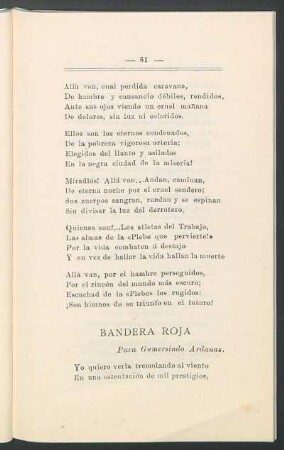 — 61 —
Allá van, cual perdida caravana,
De hambre y cansancio débiles, rendidos,
Ante sus ojos viendo un cruel mañana
De dolores, sin luz ni coloridos.
Ellos son los eternos condenados,
De la pobreza vigorosa arteria;
Elegidos del llanto y asilados
En la negra ciudad de la miseria!
Miradlos! Allá van... Andan, caminan,
De eterna noche por el cruel sendero;
Sus cuerpos sangran, ruedan y se espinan
Sin divisar la luz del derrotero.
Quienes son?...Los atletas del Trabajo,
Las almas de la «Plebe que pervierte!»
Por la vida combaten á destajo
Y en vez de hallar la vida hallan la muerte
Allá van, por el hambre perseguidos,
Por el rincón del mundo más oscuro;
Escuchad de la «Plebe» los rugidos:
¡Son himnos de su triunfo en el futuro!
BANDERA ROJA
Para Gumersindo Ardanas.
Yo quiero verla tremolando al viento
En una ostentación de mil prestigios,